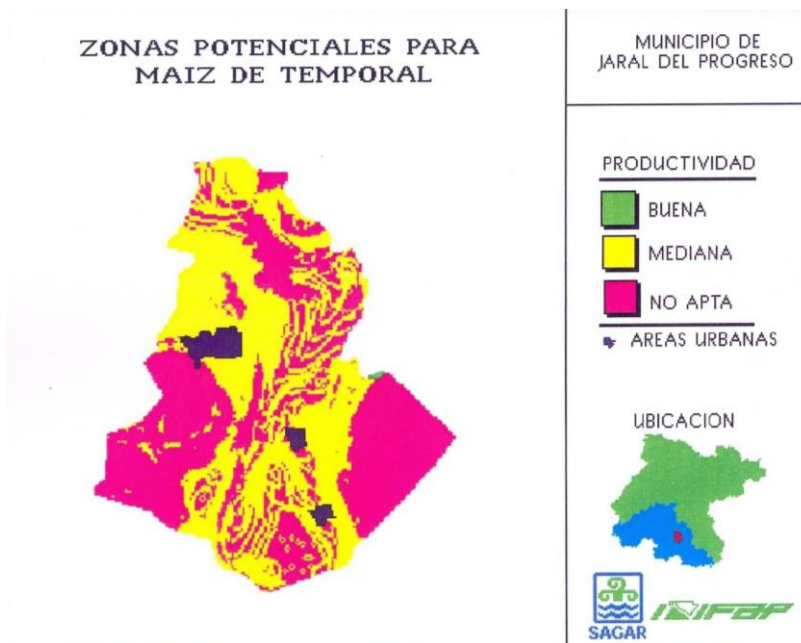 ZONAS POTENCIALES PARA
MAIZ DE TEMPORAL
MUNICIPIO DE
JARAL DEL PROGRESO
PRODUCTIVIDAD
BUENA
MEDIANA
NO APTA
AREAS URBANAS
UBICACION
SAGAR
INIFAP